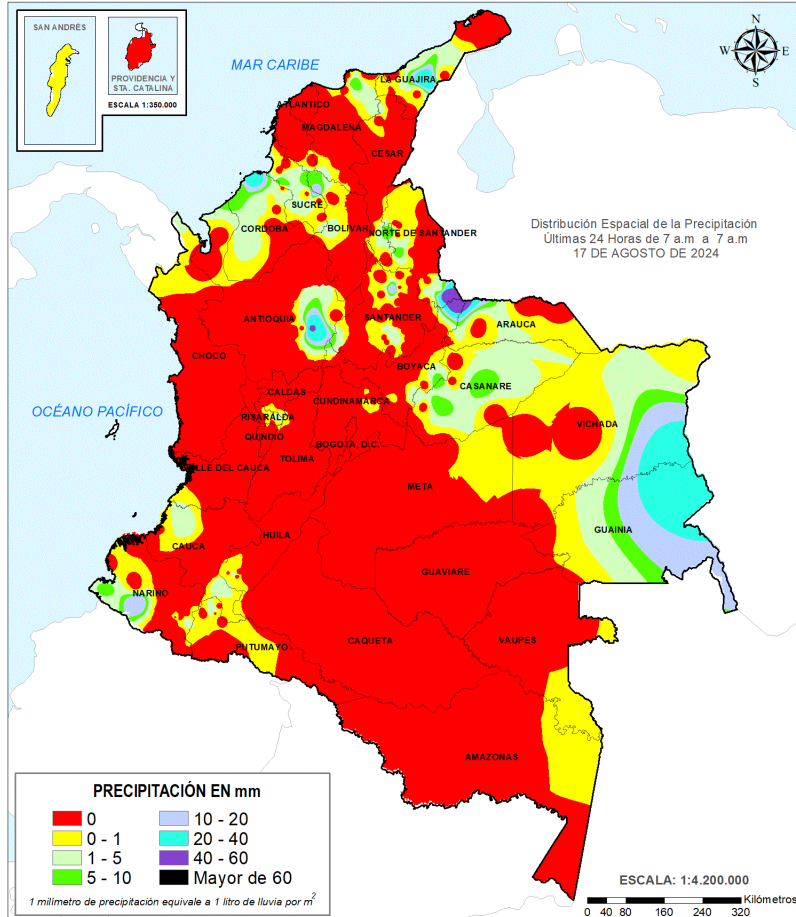 SAN ANDRÉS
PROVIDENCIA Y
STA. CATALINA
ESCALA 1:350.000
MAR CARIBE
N
W E
S
LA GUAJIRA
ATLANTICO
MAGDALENA
CESAR
SUCRE
CORDOBA
BOLIVAR
NORTE DE SANTANDER
Distribución Espacial de la Precipitación
Últimas 24 Horas de 7 a.m a 7 a.m
17 DE AGOSTO DE 2024
ANTIOQUIA
SANTANDER
ARAUCA
CHOCO
BOYACA
CASANARE
OCÉANO PACÍFICO
CALDAS
CUNDINAMARCA
RISARALDA
VICHADA
QUINDIO
BOGOTA, D.C.
TOLIMA
LLE DEL CAUCA
META
GUAINIA
HUILA
CAUCA
GUAVIARE
NARIÑO
CAQUETA
VAUPES
PUTUMAYO
AMAZONAS
PRECIPITACIÓN EN mm
0 10 - 20
0 - 1 20 - 40
1 - 5 40 - 60
5 - 10 Mayor de 60
1 milímetro de precipitación equivale a 1 litro de lluvia por m²
ESCALA: 1:4.200.000
Kilómetros
0 40 80 160 240 320